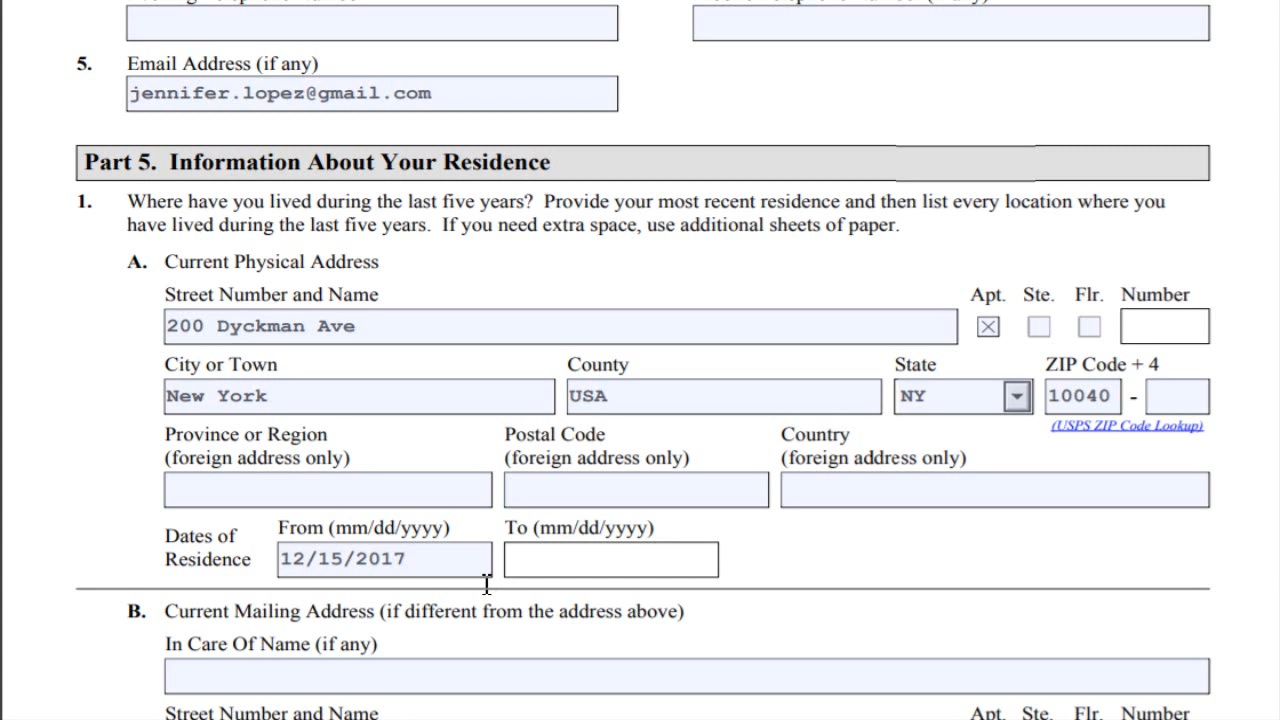 5. Email Address (if any)
jennifer.lopez@gmail.com
Part 5. Information About Your Residence
1. Where have you lived during the last five years? Provide your most recent residence and then list every location where you
have lived during the last five years. If you need extra space, use additional sheets of paper.
A. Current Physical Address
Street Number and Name Apt. Ste. Flr. Number
200 Dyckman Ave
City or Town County State ZIP Code + 4
New York USA NY 10040 -
(USPS ZIP Code Lookup)
Province or Region Postal Code Country
(foreign address only) (foreign address only) (foreign address only)
Dates of From (mm/dd/yyyy) To (mm/dd/yyyy)
Residence 12/15/2017
B. Current Mailing Address (if different from the address above)
In Care Of Name (if any)
Street Number and Name Apt. Ste. Flr. Number